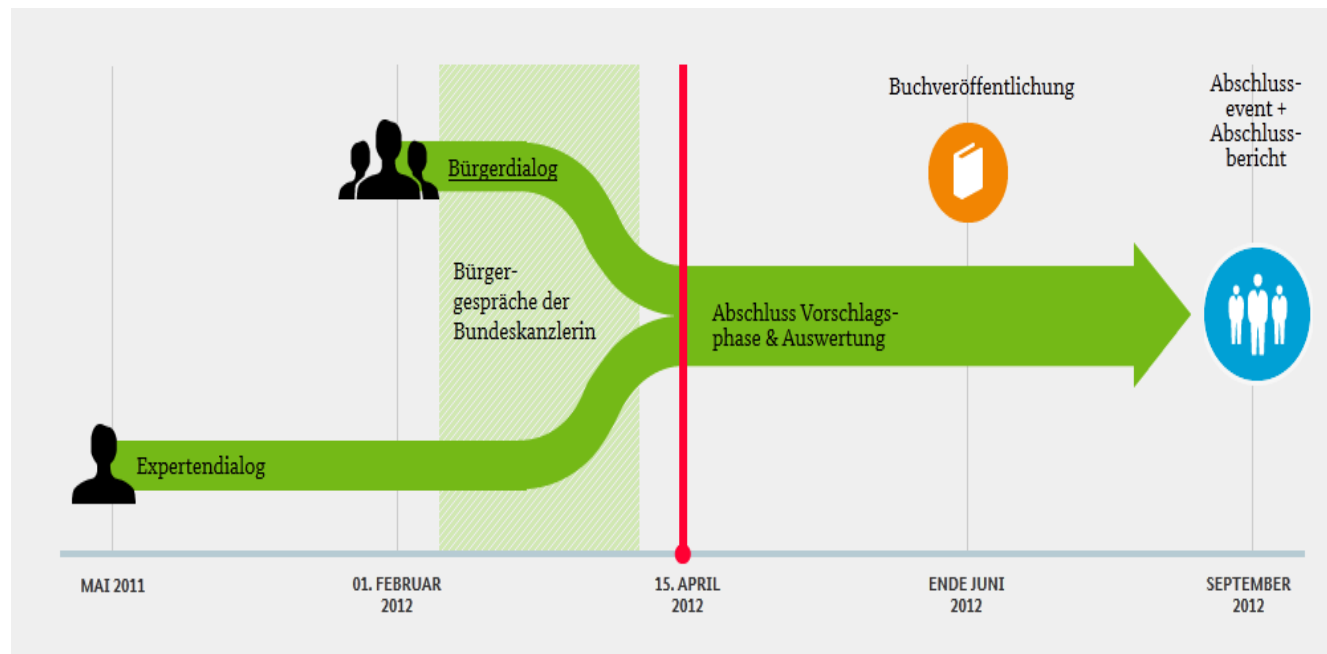 Buchveröffentlichung
Abschluss-
event +
Abschluss-
bericht
Bürgerdialog
Bürger-
gespräche der
Bundeskanzlerin
Abschluss Vorschlags-
phase & Auswertung
Expertendialog
MAI 2011
01. FEBRUAR
2012
15. APRIL
2012
ENDE JUNI
2012
SEPTEMBER
2012